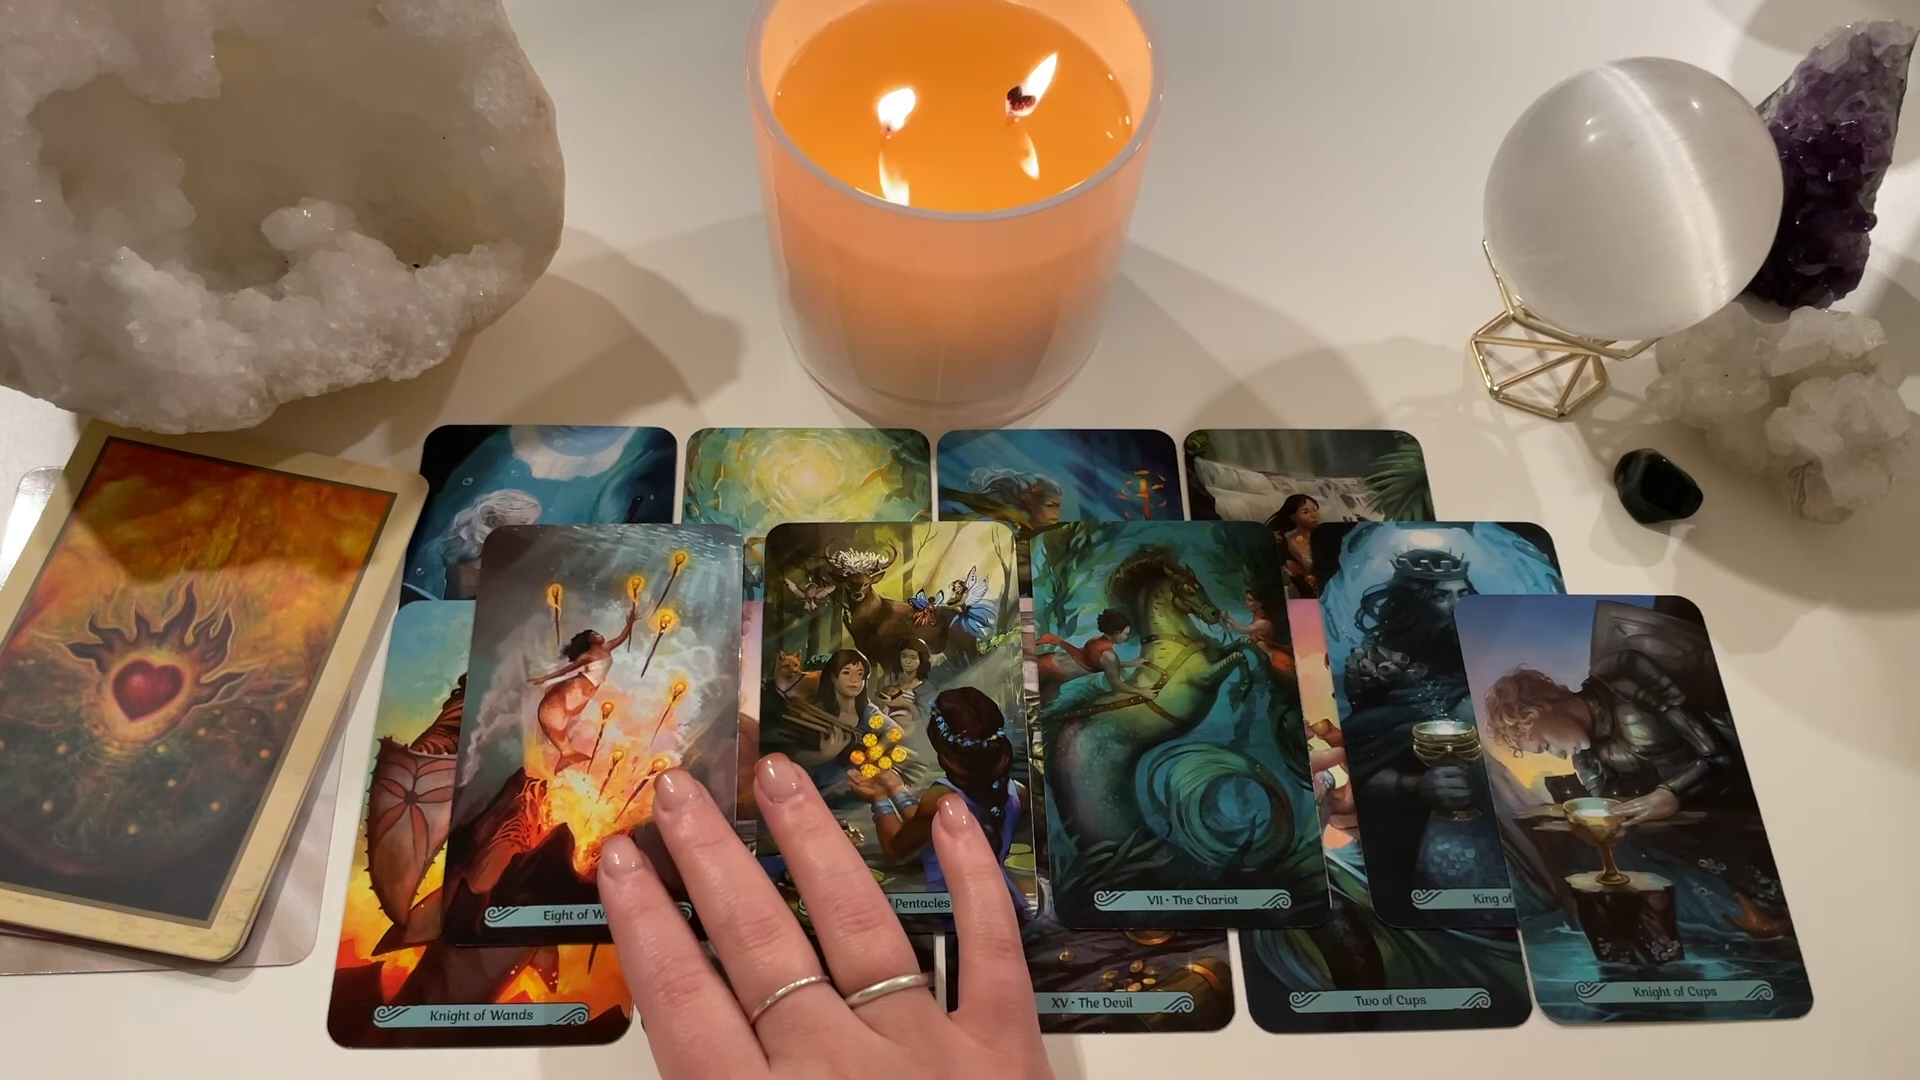 Eight of W
f Pentacles
VII • The Chariot
King of
Knight of Cups
Knight of Wands
XV • The Devil
Two of Cups